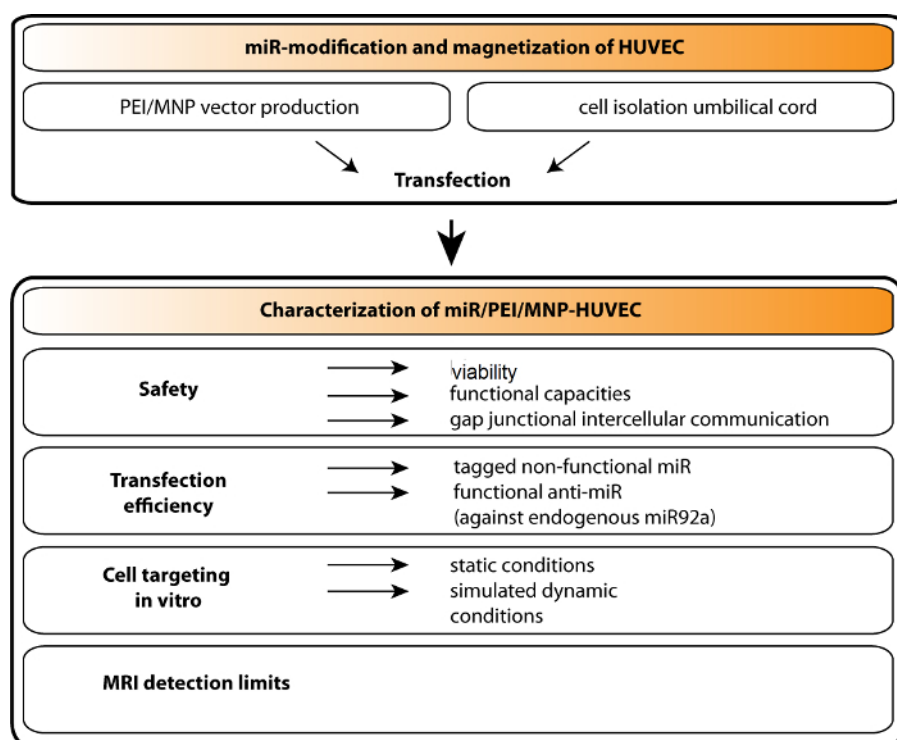 miR-modification and magnetization of HUVEC
PEI/MNP vector production
cell isolation umbilical cord
Transfection
Characterization of miR/PEI/MNP-HUVEC
Safety
viability
functional capacities
gap junctional intercellular communication
Transfection
efficiency
tagged non-functional miR
functional anti-miR
(against endogenous miR92a)
Cell targeting
in vitro
static conditions
simulated dynamic
conditions
MRI detection limits